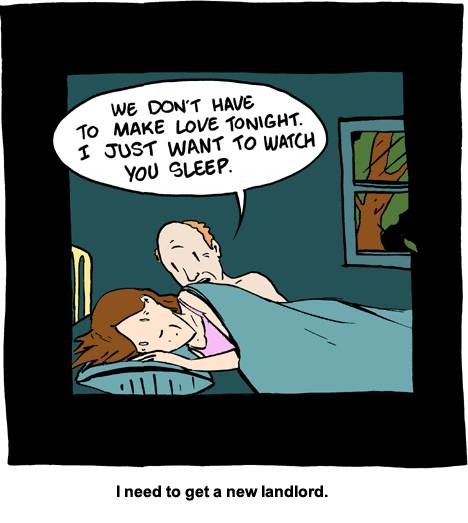 WE DON'T HAVE
TO MAKE LOVE TONIGHT.
I JUST WANT TO WATCH
YOU SLEEP.
I need to get a new landlord.